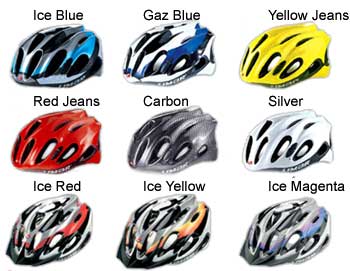 Ice Blue Gaz Blue Yellow Jeans
Red Jeans Carbon Silver
Ice Red Ice Yellow Ice Magenta